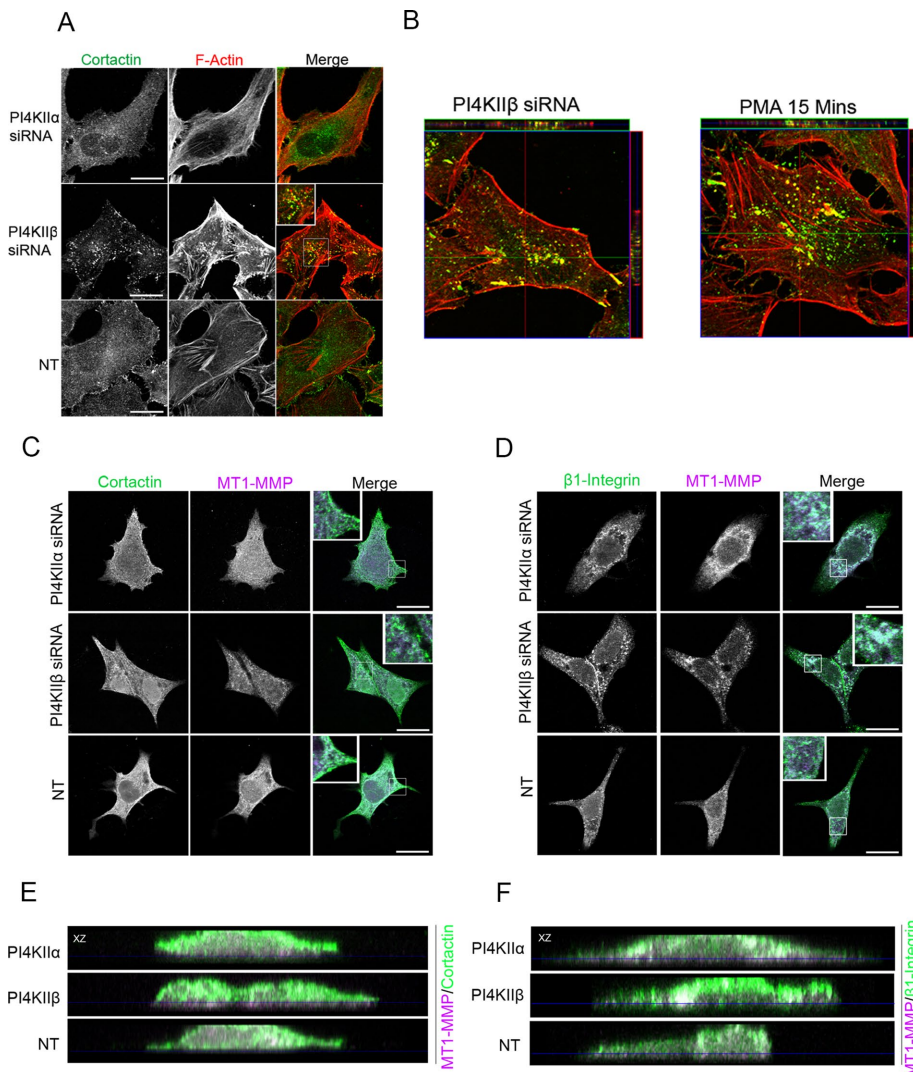 A
Cortactin
F-Actin
Merge
PI4KIIα
siRNA
PI4KIIβ
siRNA
NT
B
PI4KIIβ siRNA
PMA 15 Mins
C
Cortactin
MT1-MMP
Merge
PI4KIIα siRNA
PI4KIIβ siRNA
NT
D
β1-Integrin
MT1-MMP
Merge
PI4KIIα siRNA
PI4KIIβ siRNA
NT
E
xz
PI4KIIα
PI4KIIβ
NT
MT1-MMP/Cortactin
F
xz
PI4KIIα
PI4KIIβ
NT
MT1-MMP/β1-Integrin